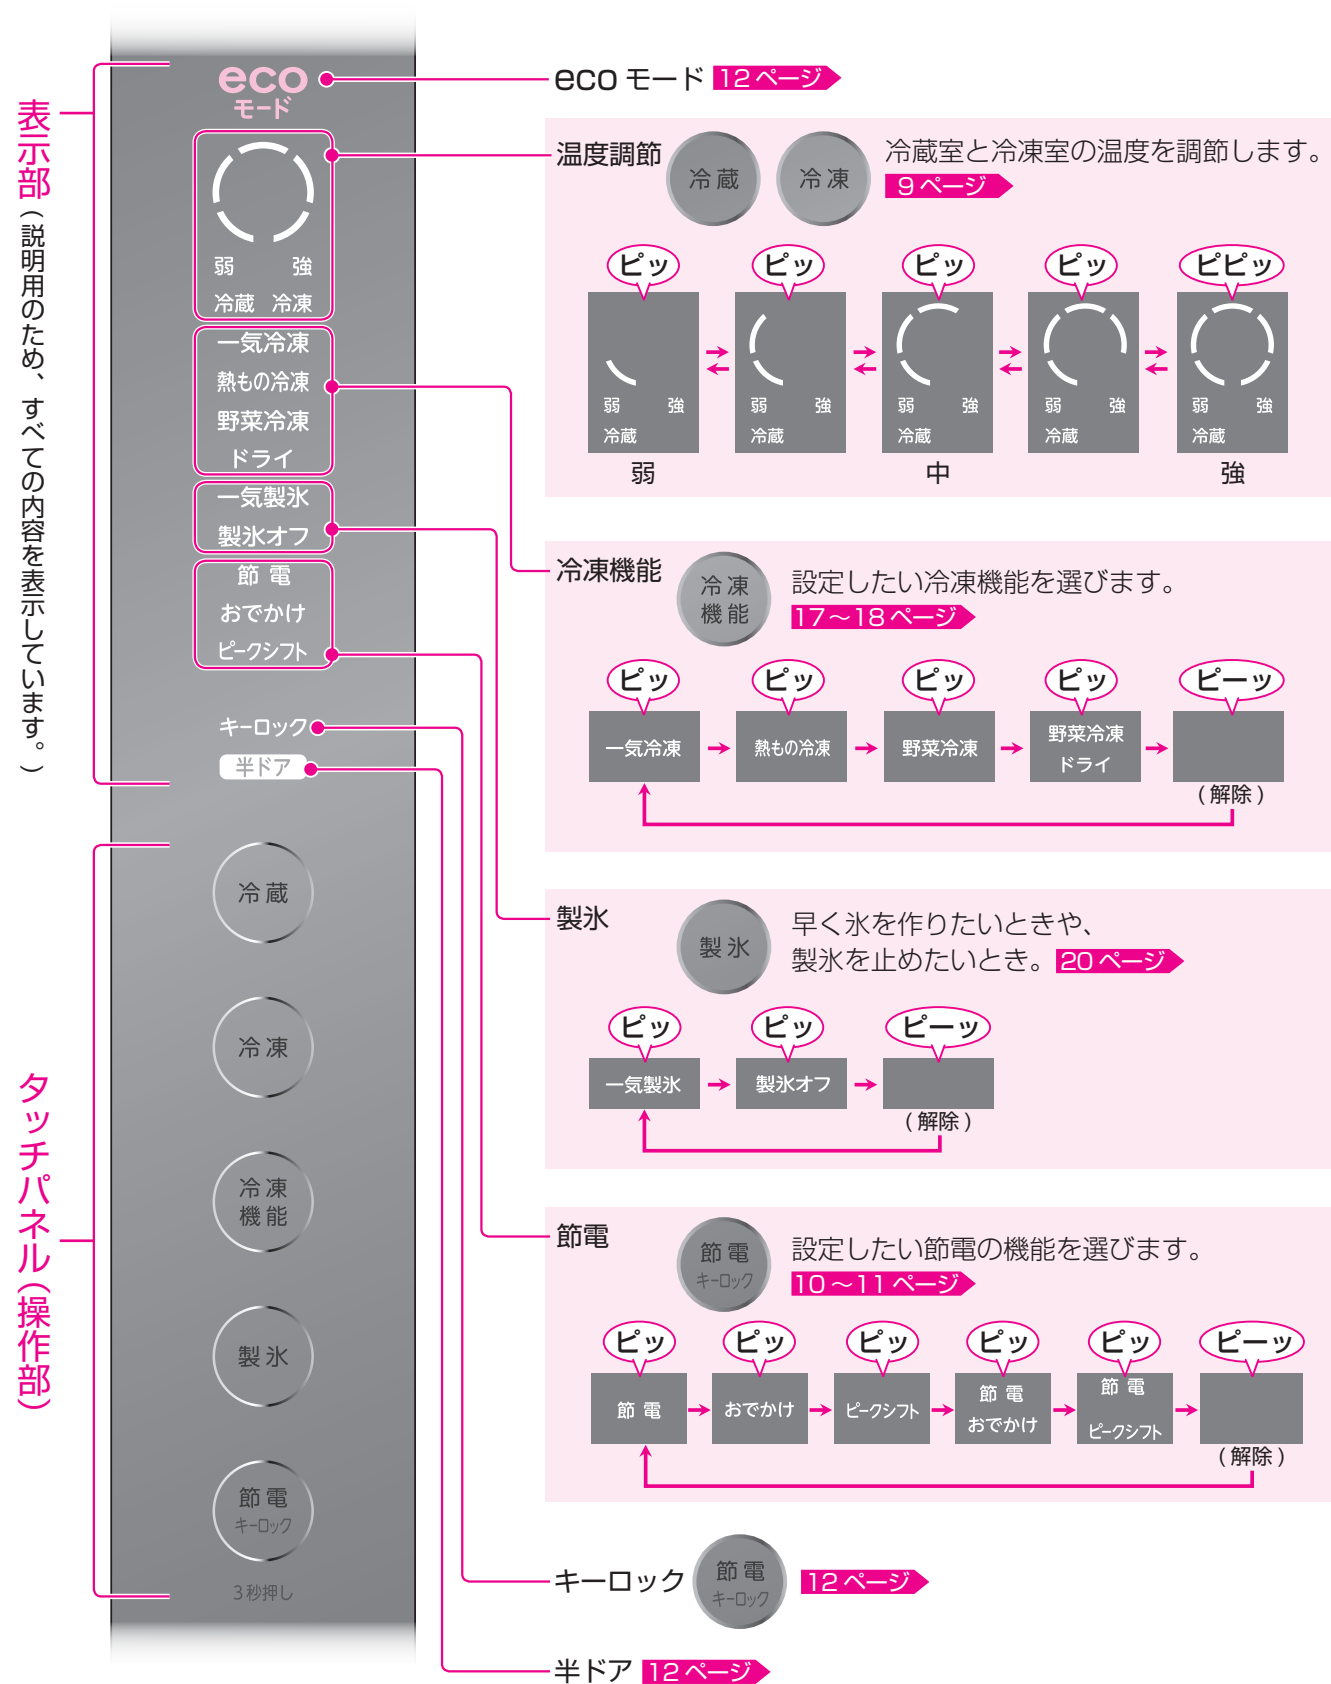 表示部(説明用のため、すべての内容を表示しています。)
タッチパネル(操作部)
eco
モード
弱 強
冷蔵 冷凍
一気冷凍
熱もの冷凍
野菜冷凍
ドライ
一気製氷
製氷オフ
節電
おでかけ
ピークシフト
キーロック
半ドア
冷蔵
冷凍
冷凍
機能
製氷
節電
キーロック
3秒押し
eco モード 12ページ
温度調節 冷蔵 冷凍 冷蔵室と冷凍室の温度を調節します。
9ページ
ピッ ピッ ピッ ピッ ピピッ
弱 強 弱 強 弱 強 弱 強 弱 強
冷蔵 冷蔵 冷蔵 冷蔵 冷蔵
弱 中 強
冷凍機能 冷凍機能 設定したい冷凍機能を選びます。
17~18ページ
ピッ ピッ ピッ ピッ ピーッ
一気冷凍 熱もの冷凍 野菜冷凍 野菜冷凍
ドライ
(解除)
製氷 製氷 早く氷を作りたいときや、
製氷を止めたいとき。20ページ
ピッ ピッ ピーッ
一気製氷 製氷オフ
(解除)
節電 節電 設定したい節電の機能を選びます。
キーロック 10~11ページ
ピッ ピッ ピッ ピッ ピッ ピーッ
節電 おでかけ ピークシフト 節電 節電
おでかけ ピークシフト
(解除)
キーロック 節電 12ページ
キーロック
半ドア 12ページ